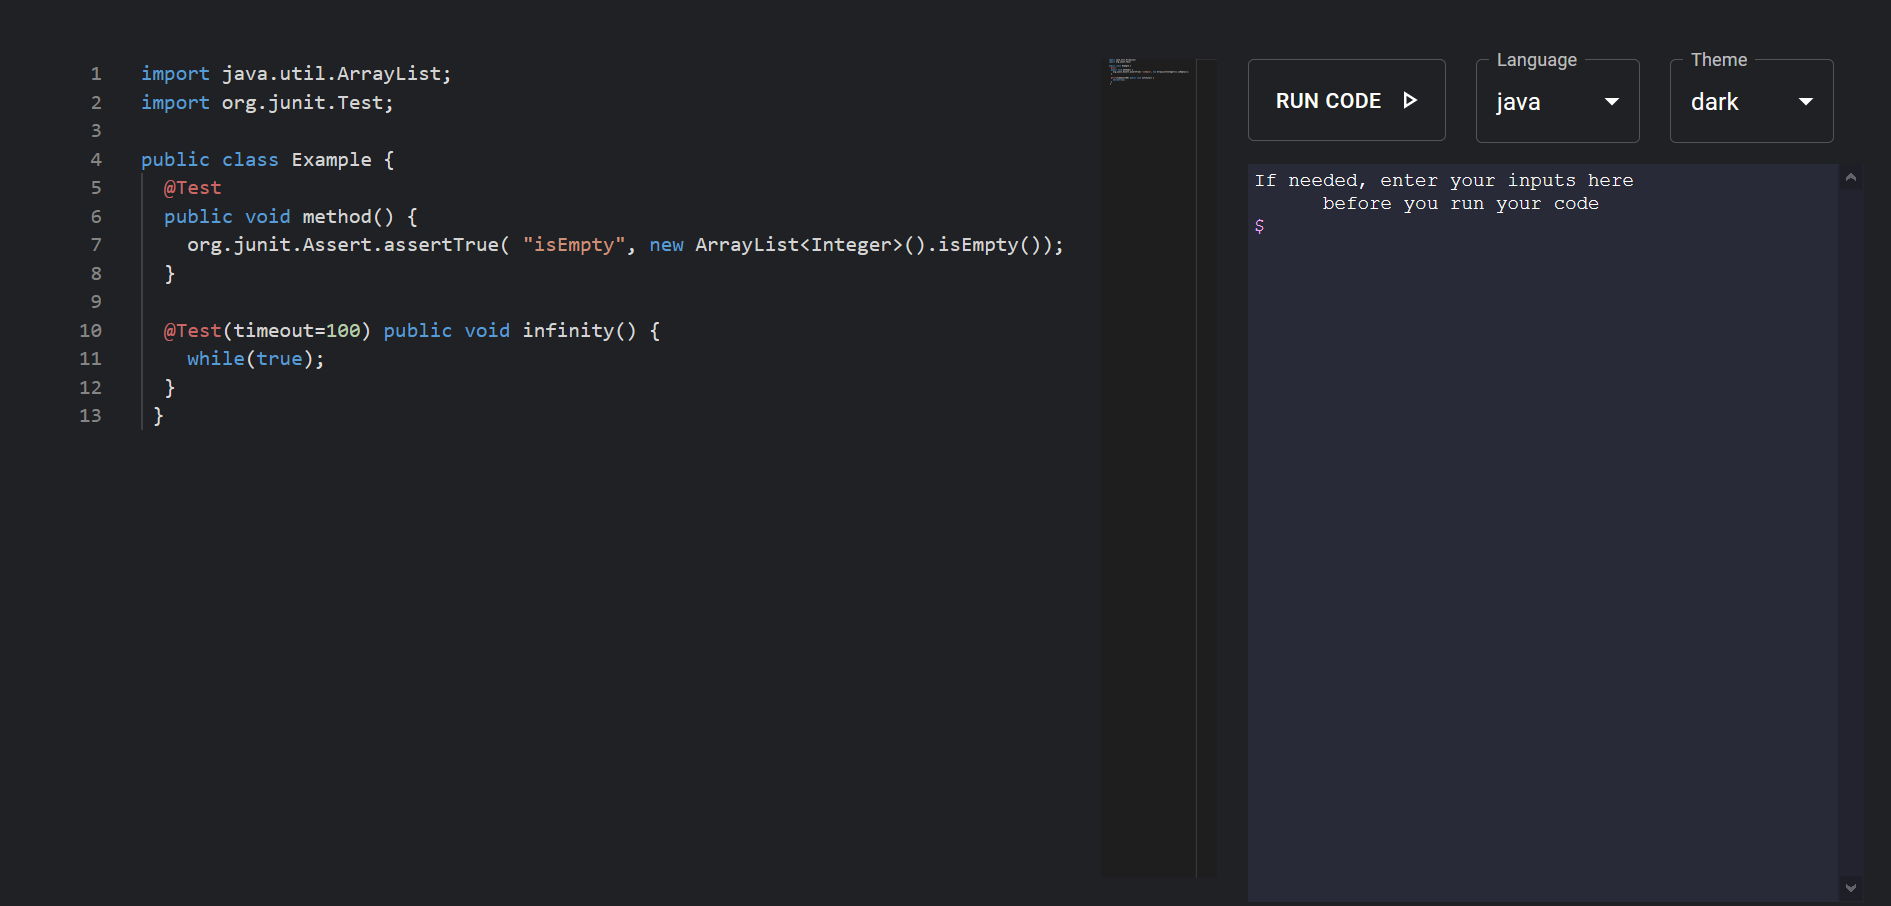 1 import java.util.ArrayList;
2 import org.junit.Test;
3
4 public class Example {
5 @Test
6 public void method() {
7 org.junit.Assert.assertTrue( "isEmpty", new ArrayList<Integer>().isEmpty());
8 }
9
10 @Test(timeout=100) public void infinity() {
11 while(true);
12 }
13 }
RUN CODE
Language
java
Theme
dark
If needed, enter your inputs here
before you run your code
$